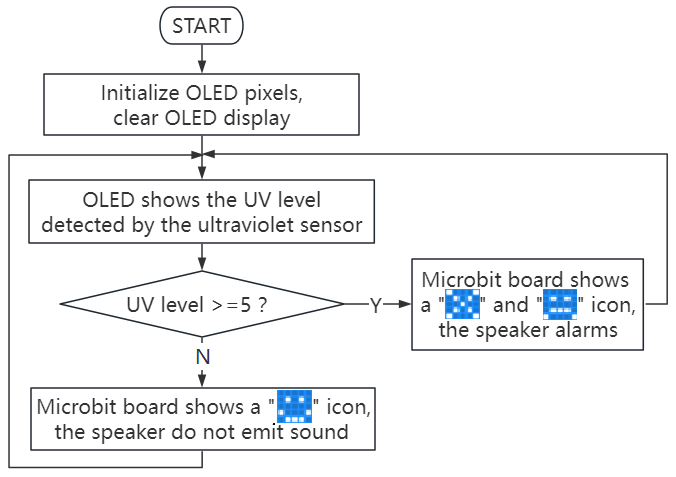 START
Initialize OLED pixels,
clear OLED display
OLED shows the UV level
detected by the ultraviolet sensor
UV level >=5 ?
Y
Microbit board shows
a "" and "" icon,
the speaker alarms
N
Microbit board shows a "" icon,
the speaker do not emit sound